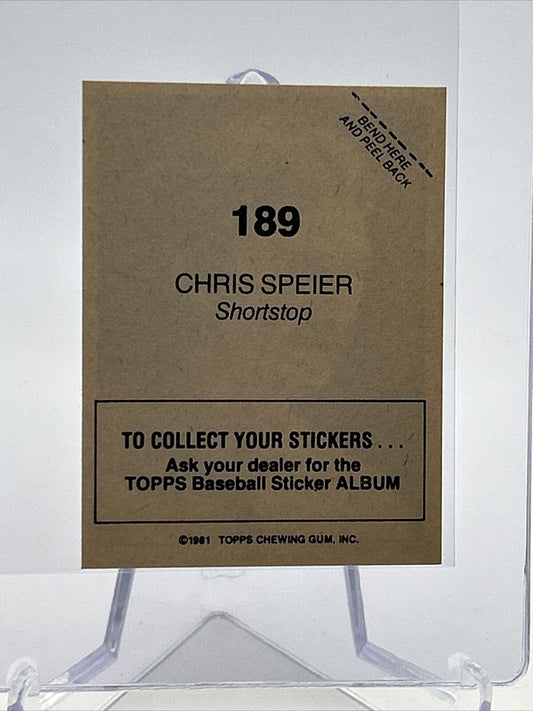 BEND HERE
AND PEEL BACK
189
CHRIS SPEIER
Shortstop
TO COLLECT YOUR STICKERS...
Ask your dealer for the
TOPPS Baseball Sticker ALBUM
©1981 TOPPS CHEWING GUM, INC.